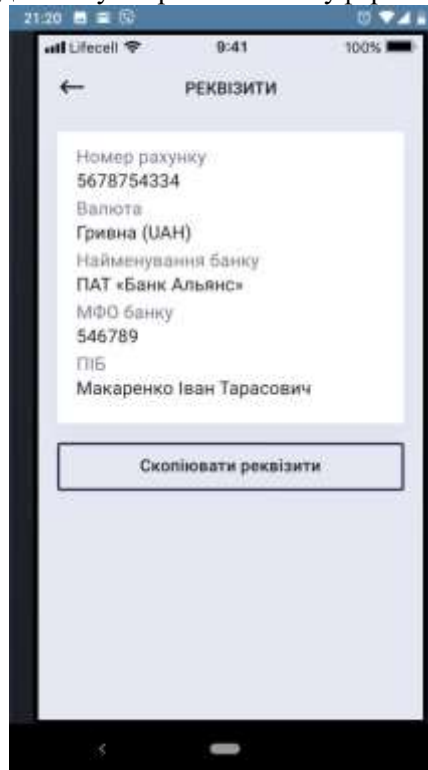 21:20
Lifecell 9:41 100%
РЕКВІЗИТИ
Номер рахунку
5678754334
Валюта
Гривна (UAH)
Найменування банку
ПАТ «Банк Альянс»
МФО банку
546789
ПІБ
Макаренко Іван Тарасович
Скопіювати реквізити